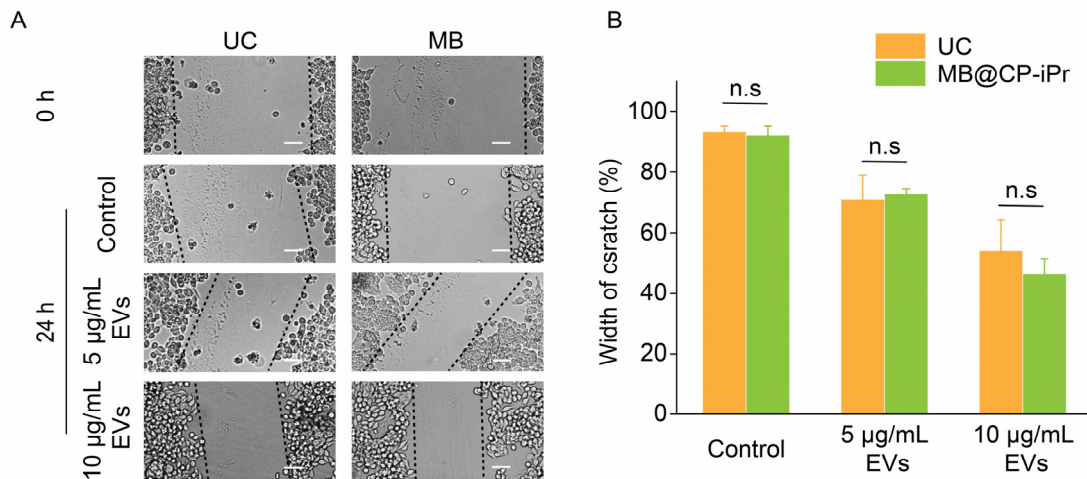 A
UC
MB
0 h
24 h
Control
5 µg/mL
EVs
10 µg/mL
EVs
B
UC
MB@CP-iPr
n.s
n.s
n.s
Width of csratch (%)
100
80
60
40
20
0
Control
5 µg/mL
EVs
10 µg/mL
EVs